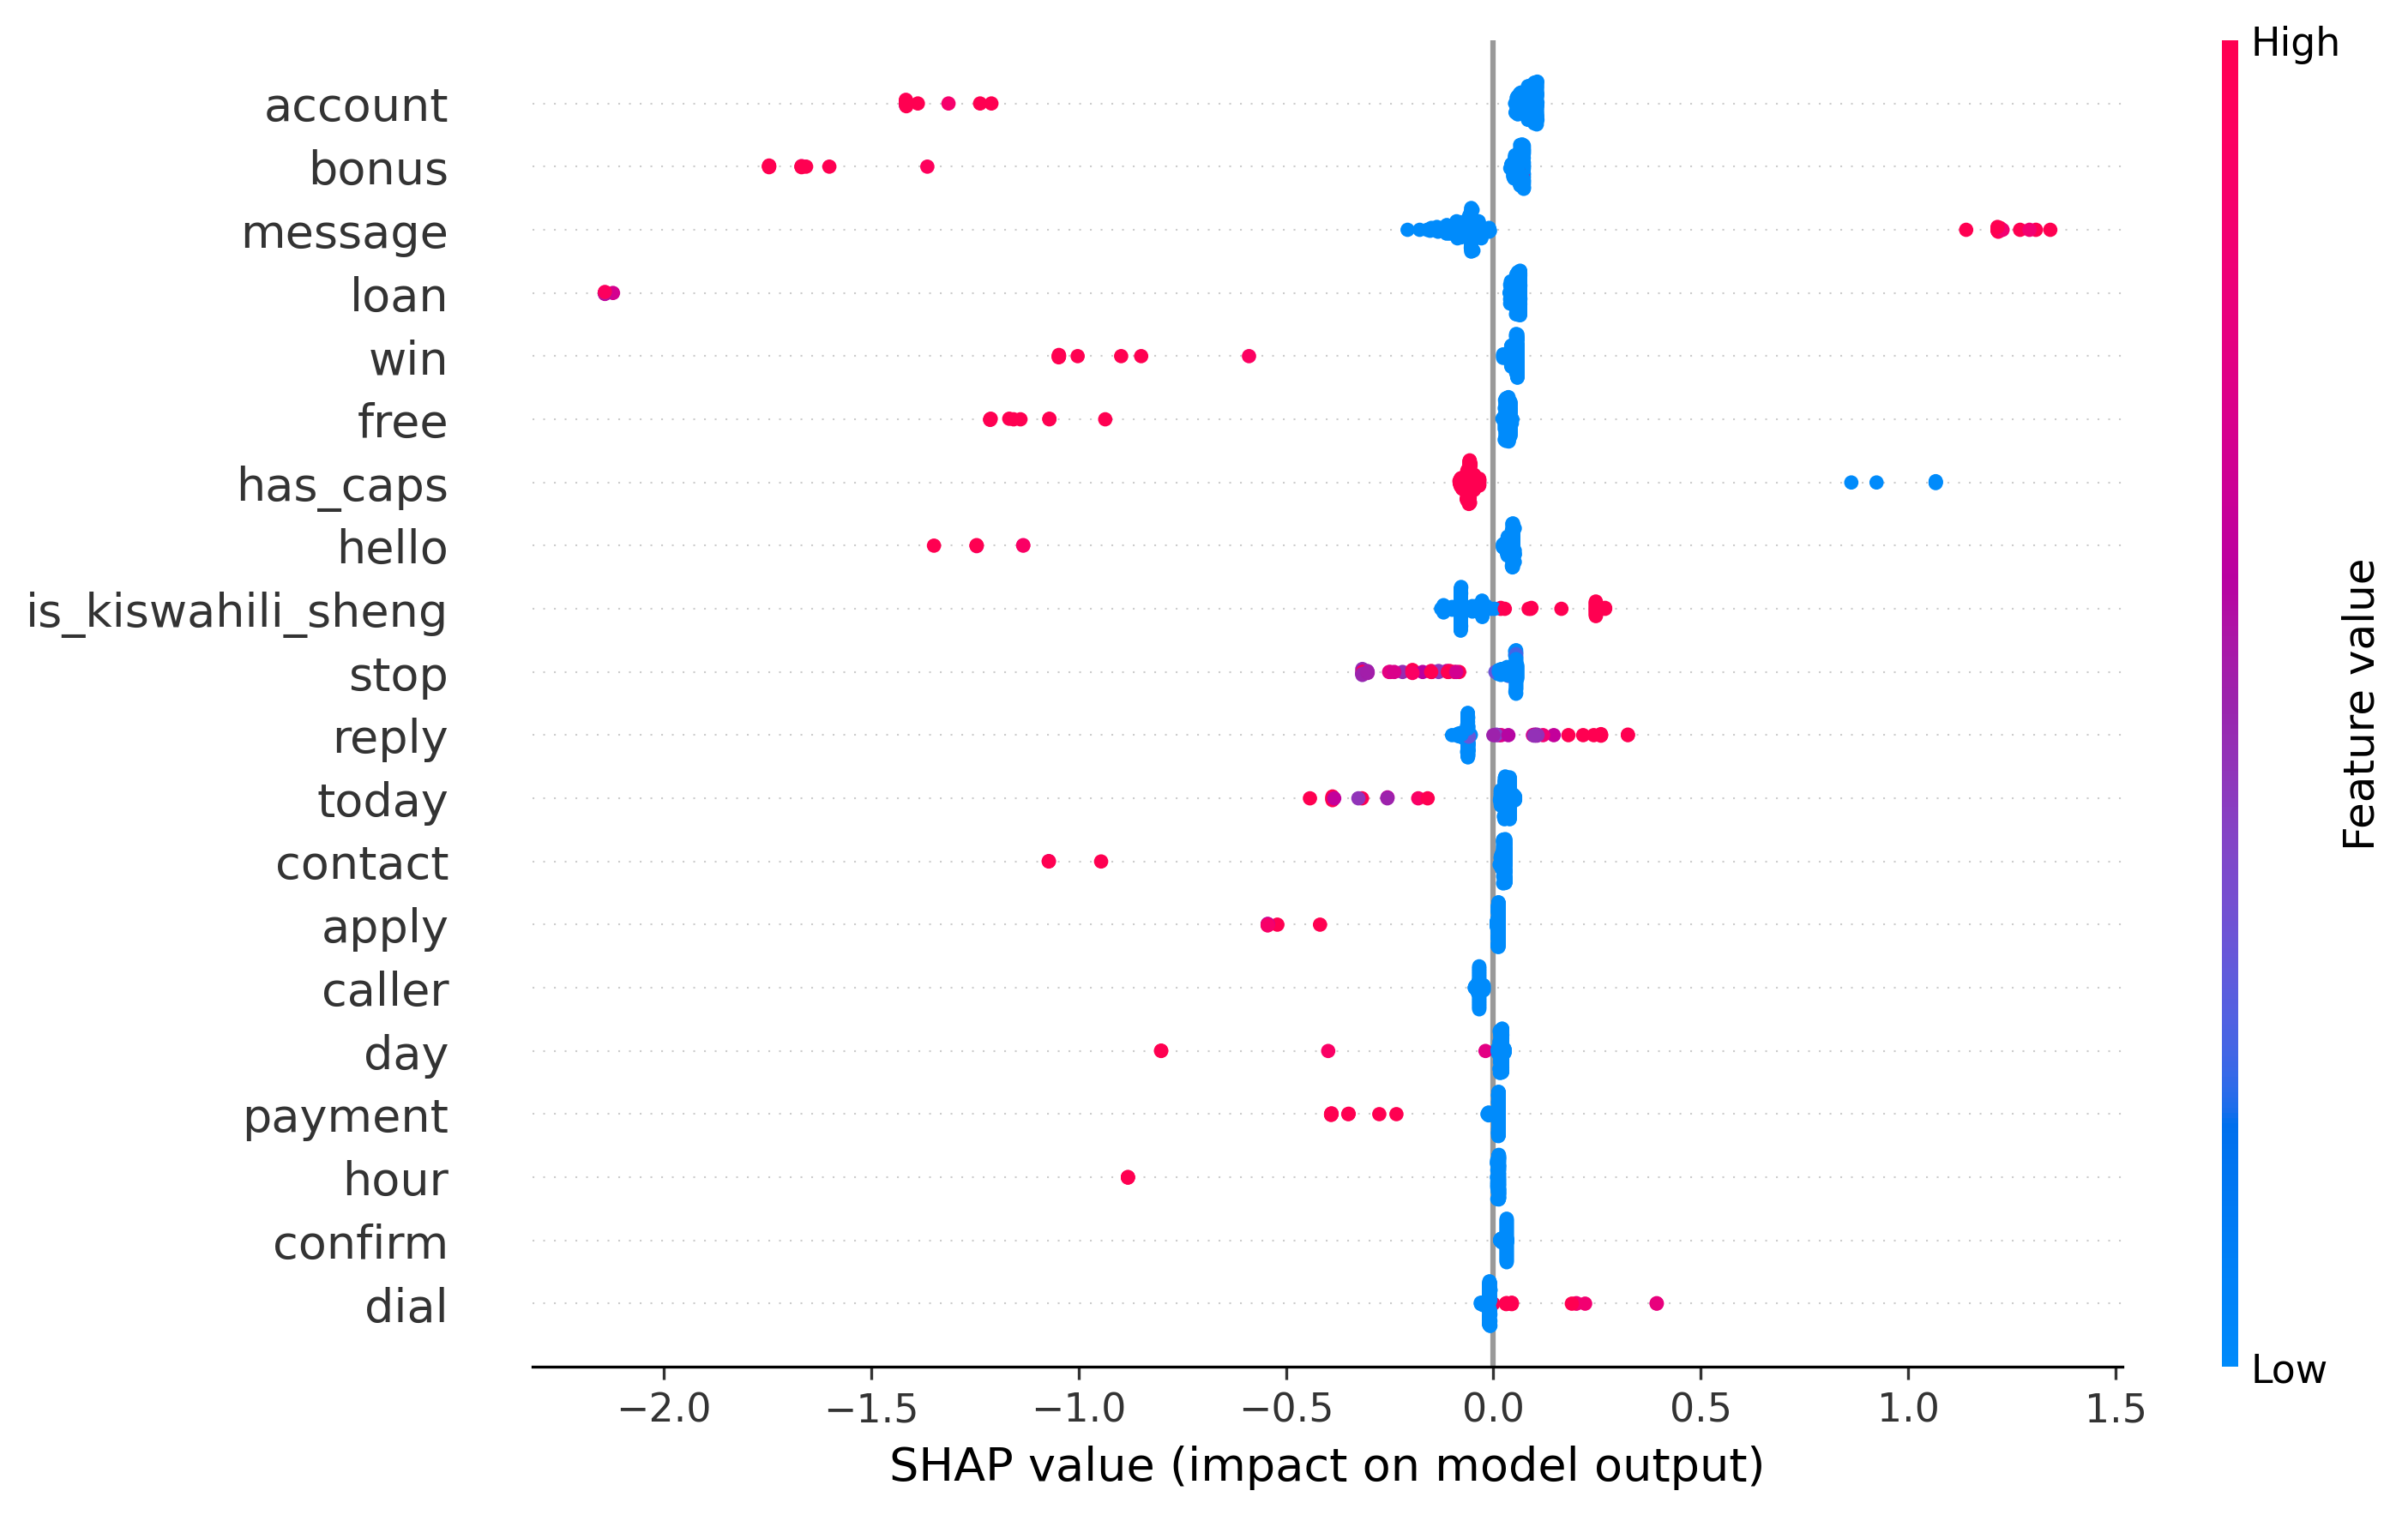 High
account
bonus
message
loan
win
free
has_caps
hello
is_kiswahili_sheng
stop
reply
today
contact
apply
caller
day
payment
hour
confirm
dial
Feature value
Low
−2.0 −1.5 −1.0 −0.5 0.0 0.5 1.0 1.5
SHAP value (impact on model output)